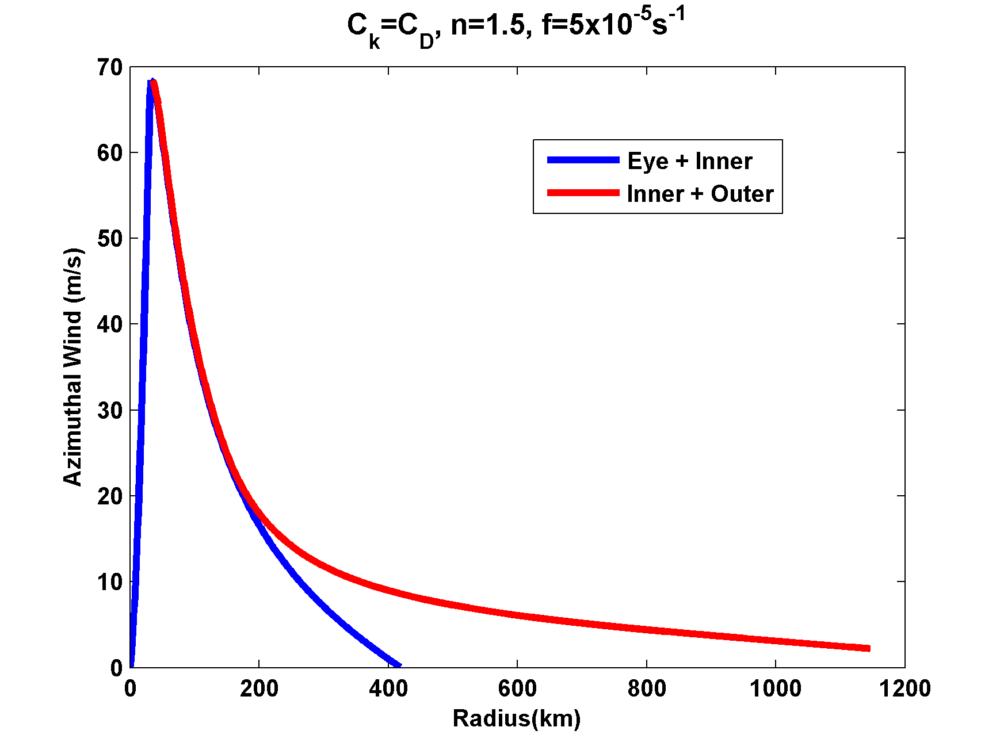 Cₖ=C_D, n=1.5, f=5x10⁻⁵s⁻¹
70
60
50
40
30
20
10
0
Azimuthal Wind (m/s)
Eye + Inner
Inner + Outer
0 200 400 600 800 1000 1200
Radius(km)